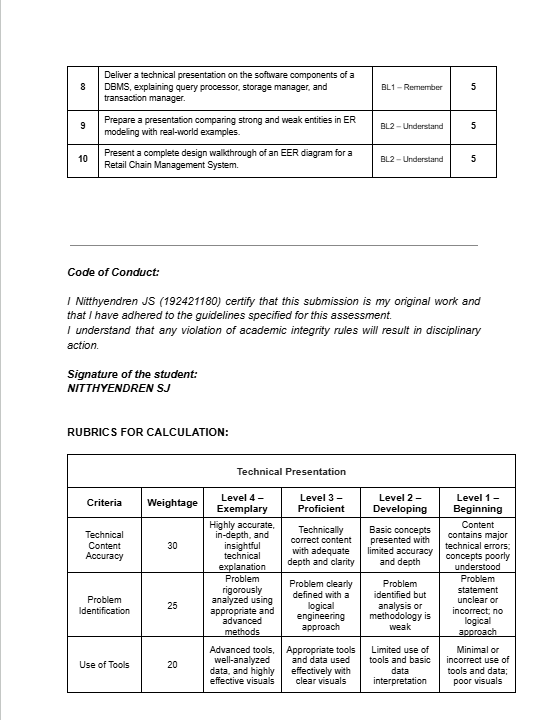 8 Deliver a technical presentation on the software components of a DBMS, explaining query processor, storage manager, and transaction manager. BL1 – Remember 5
9 Prepare a presentation comparing strong and weak entities in ER modeling with real-world examples. BL2 – Understand 5
10 Present a complete design walkthrough of an EER diagram for a Retail Chain Management System. BL2 – Understand 5
Code of Conduct:
I Nitthyendren JS (192421180) certify that this submission is my original work and
that I have adhered to the guidelines specified for this assessment.
I understand that any violation of academic integrity rules will result in disciplinary
action.
Signature of the student:
NITTHYENDREN SJ
RUBRICS FOR CALCULATION:
Technical Presentation
Criteria Weightage Level 4 – Exemplary Level 3 – Proficient Level 2 – Developing Level 1 – Beginning
Technical Content Accuracy 30 Highly accurate, in-depth, and insightful technical explanation Technically correct content with adequate depth and clarity Basic concepts presented with limited accuracy and depth Content contains major technical errors; concepts poorly understood
Problem Identification 25 Problem rigorously analyzed using appropriate and advanced methods Problem clearly defined with a logical engineering approach Problem identified but analysis or methodology is weak Problem statement unclear or incorrect; no logical approach
Use of Tools 20 Advanced tools, well-analyzed data, and highly effective visuals Appropriate tools and data used effectively with clear visuals Limited use of tools and basic data interpretation Minimal or incorrect use of tools and data; poor visuals